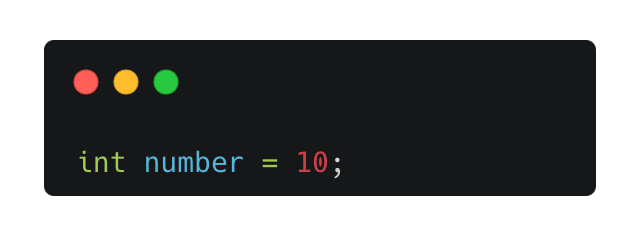 int number = 10;